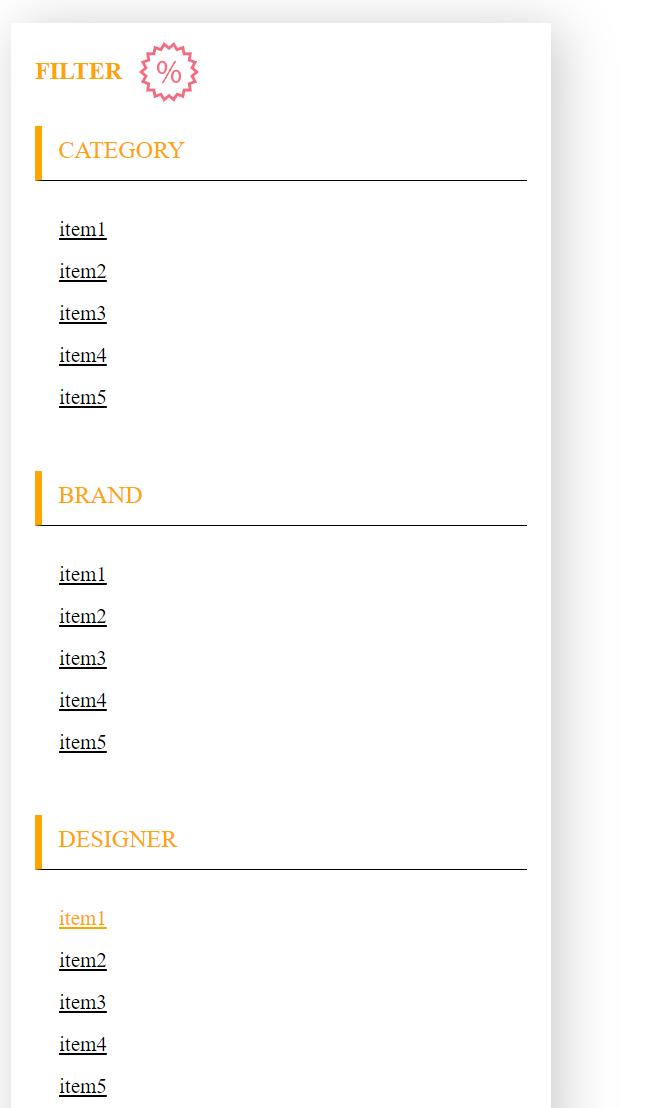 FILTER %
CATEGORY
item1
item2
item3
item4
item5
BRAND
item1
item2
item3
item4
item5
DESIGNER
item1
item2
item3
item4
item5